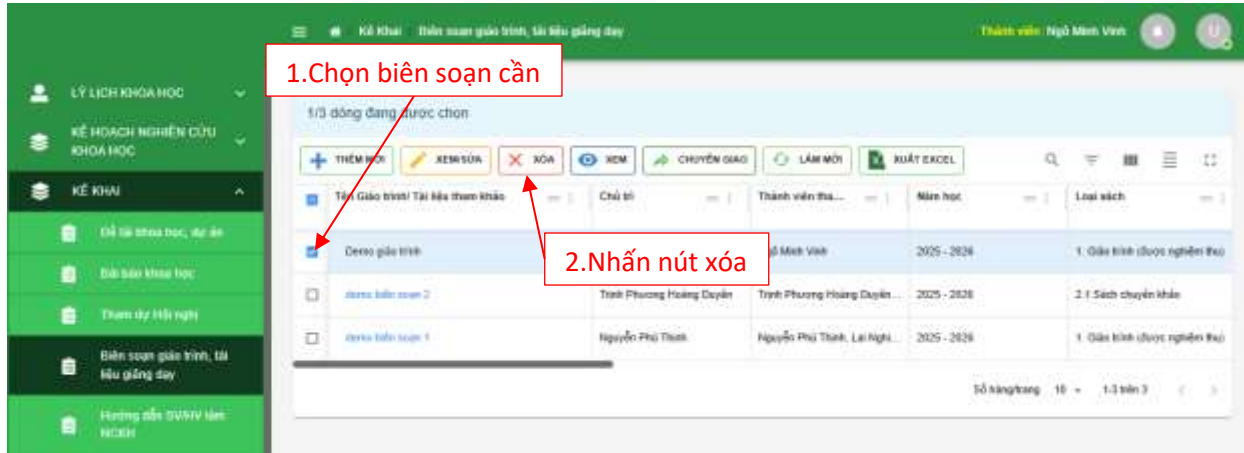 Kê Khai Biên soạn giáo trình, tài liệu giảng dạy
Thành viên: Ngô Minh Vinh
1.Chọn biên soạn cần
LÝ LỊCH KHOA HỌC
KẾ HOẠCH NGHIÊN CỨU
KHOA HỌC
KÊ KHAI
Đề tài khoa học, dự án
Bài báo khoa học
Tham dự Hội nghị
Biên soạn giáo trình, tài
liệu giảng dạy
Hướng dẫn SV/HV làm
NCKH
1/3 dòng đang được chọn
THÊM MỚI XEM/SỬA XÓA XEM CHUYỂN GIAO LÀM MỚI XUẤT EXCEL
Tên Giáo trình/ Tài liệu tham khảo Chủ trì Thành viên tha... Năm học Loại sách
Demo giáo trình Ngô Minh Vinh 2025 - 2026 1. Giáo trình (được nghiệm thu)
2.Nhấn nút xóa
demo biên soạn 2 Trịnh Phương Hoàng Duyên Trịnh Phương Hoàng Duyên... 2025 - 2026 2.1 Sách chuyên khảo
demo biên soạn 1 Nguyễn Phú Thịnh Nguyễn Phú Thịnh, Lại Nghị... 2025 - 2026 1. Giáo trình (được nghiệm thu)
Số hàng/trang 10 1-3 trên 3